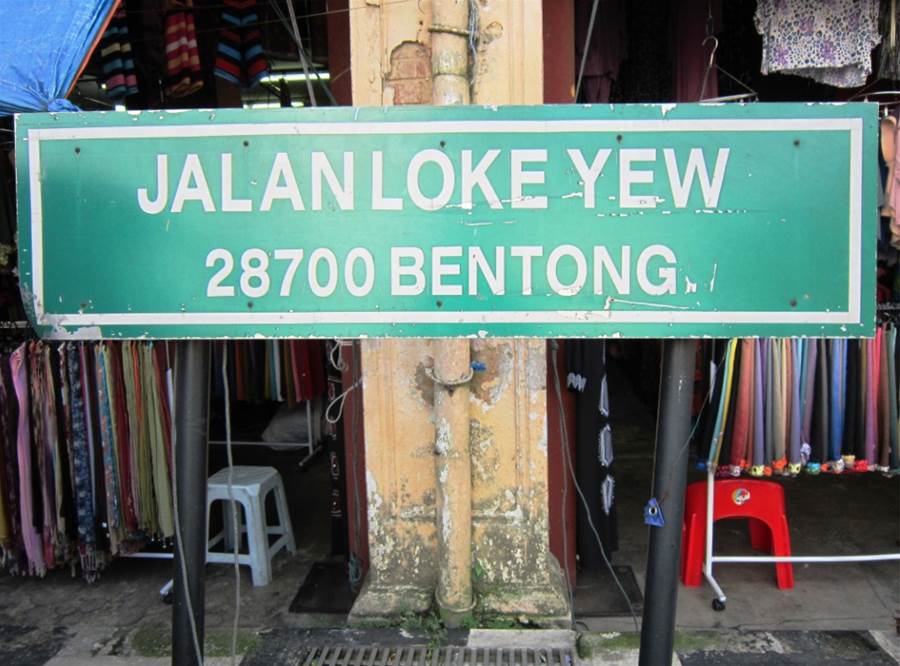 JALAN LOKE YEW
28700 BENTONG